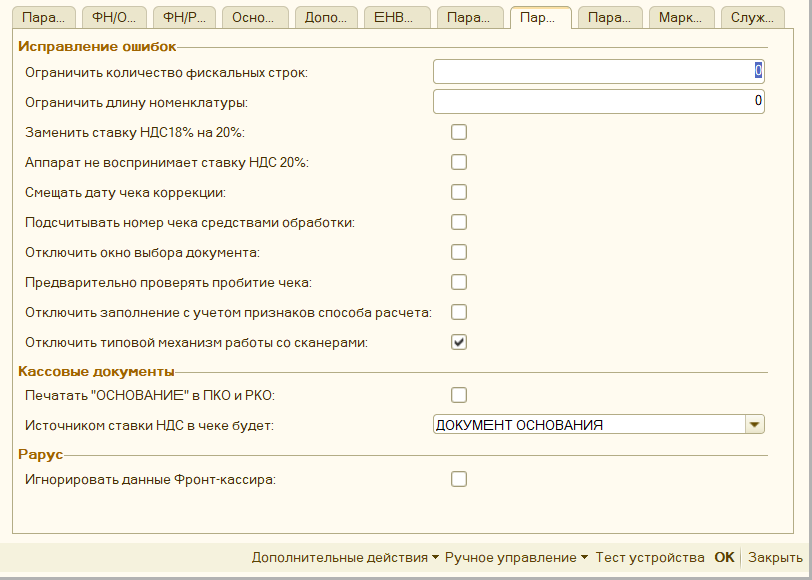 Пара... ФН/О... ФН/Р... Осно... Допо... ЕНВ... Пара... Пар... Пара... Марк... Служ...
Исправление ошибок
Ограничить количество фискальных строк: 0
Ограничить длину номенклатуры: 0
Заменить ставку НДС18% на 20%:
Аппарат не воспринимает ставку НДС 20%:
Смещать дату чека коррекции:
Подсчитывать номер чека средствами обработки:
Отключить окно выбора документа:
Предварительно проверять пробитие чека:
Отключить заполнение с учетом признаков способа расчета:
Отключить типовой механизм работы со сканерами:
Кассовые документы
Печатать "ОСНОВАНИЕ" в ПКО и РКО:
Источником ставки НДС в чеке будет: ДОКУМЕНТ ОСНОВАНИЯ
Рарус
Игнорировать данные Фронт-кассира:
Дополнительные действия Ручное управление Тест устройства ОК Закрыть